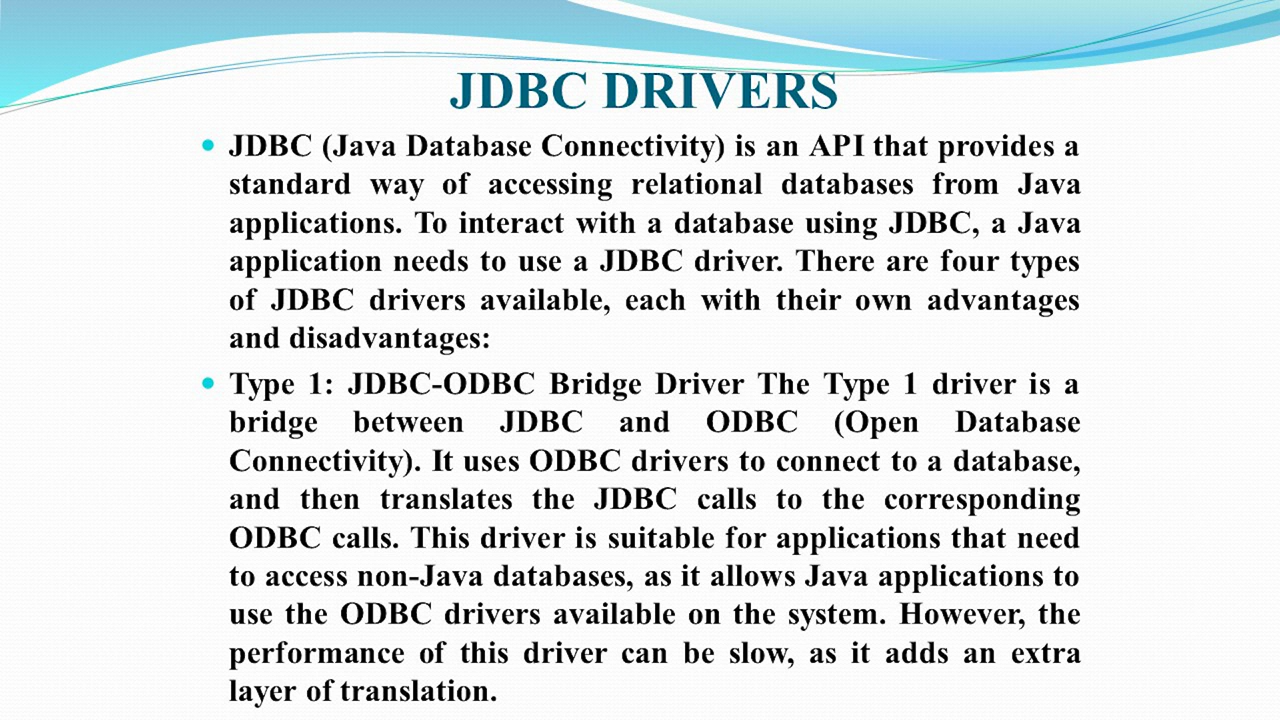 JDBC DRIVERS
• JDBC (Java Database Connectivity) is an API that provides a
standard way of accessing relational databases from Java
applications. To interact with a database using JDBC, a Java
application needs to use a JDBC driver. There are four types
of JDBC drivers available, each with their own advantages
and disadvantages:
• Type 1: JDBC-ODBC Bridge Driver The Type 1 driver is a
bridge between JDBC and ODBC (Open Database
Connectivity). It uses ODBC drivers to connect to a database,
and then translates the JDBC calls to the corresponding
ODBC calls. This driver is suitable for applications that need
to access non-Java databases, as it allows Java applications to
use the ODBC drivers available on the system. However, the
performance of this driver can be slow, as it adds an extra
layer of translation.